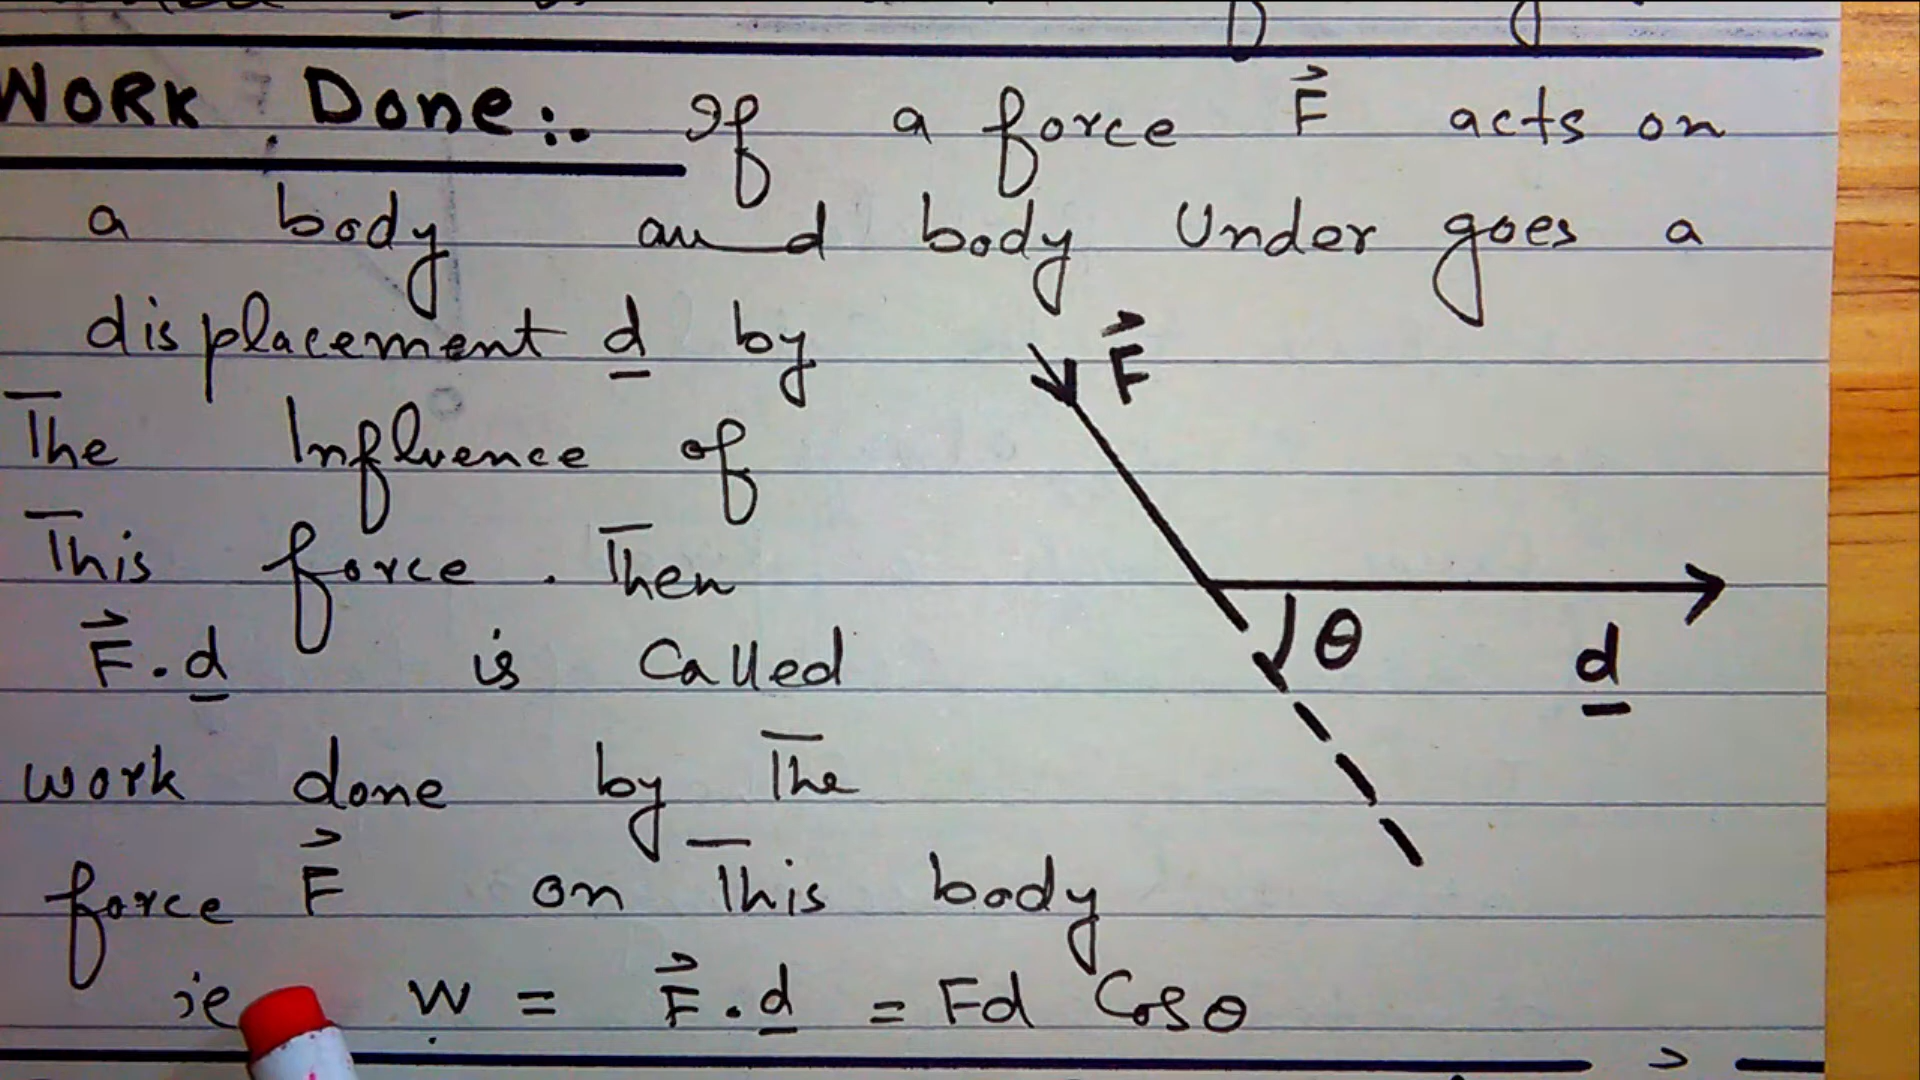 WORK Done:. If a force F⃗ acts on
a body and body Under goes a
displacement d by
The Influence of
This force. Then
F⃗.d is Called
work done by The
force F⃗ on This body
ie W = F⃗.d = Fd Cosθ
F⃗
θ
d